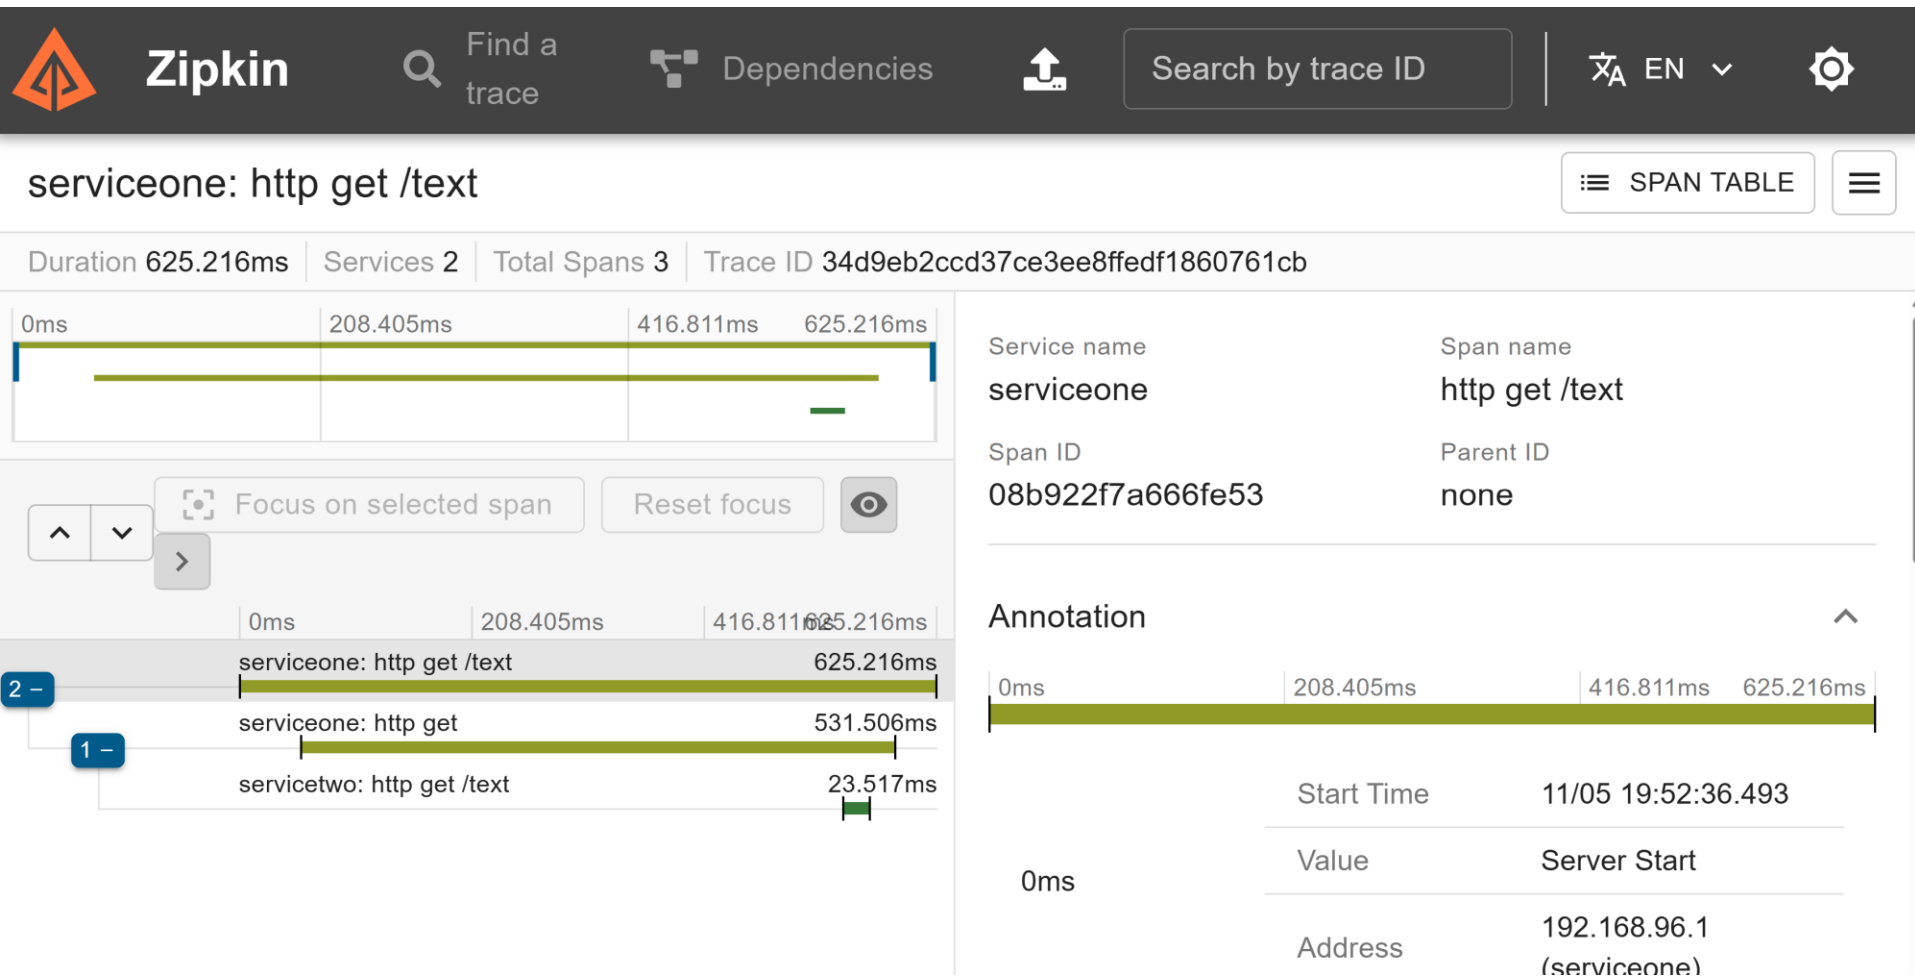 Zipkin
Find a
trace
Dependencies
Search by trace ID
EN
serviceone: http get /text
SPAN TABLE
Duration 625.216ms Services 2 Total Spans 3 Trace ID 34d9eb2ccd37ce3ee8ffedf1860761cb
0ms 208.405ms 416.811ms 625.216ms
Focus on selected span Reset focus
0ms 208.405ms 416.811ms 625.216ms
serviceone: http get /text 625.216ms
2 −
serviceone: http get 531.506ms
1 −
servicetwo: http get /text 23.517ms
Service name Span name
serviceone http get /text
Span ID Parent ID
08b922f7a666fe53 none
Annotation
0ms 208.405ms 416.811ms 625.216ms
Start Time 11/05 19:52:36.493
Value Server Start
0ms
Address 192.168.96.1
(serviceone)